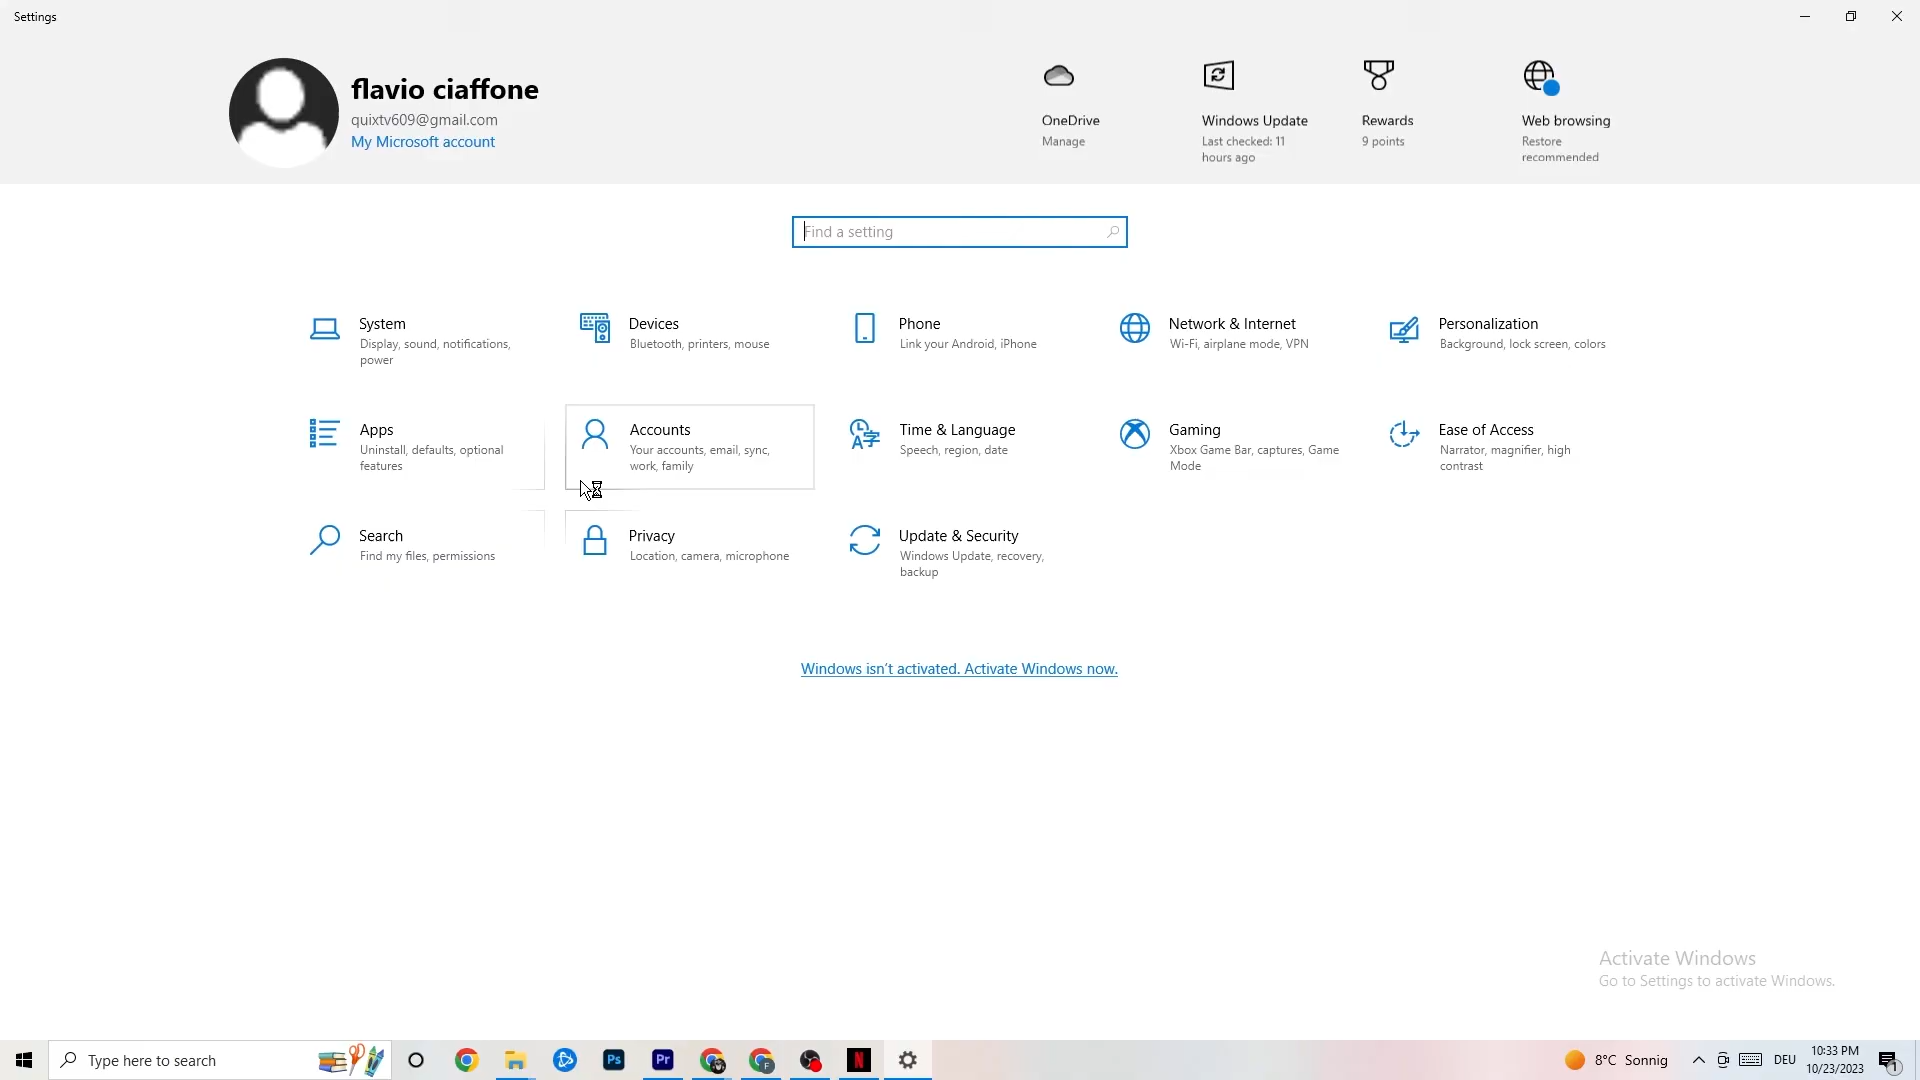 Settings
flavio ciaffone
quixtv609@gmail.com
My Microsoft account
OneDrive
Manage
Windows Update
Last checked: 11
hours ago
Rewards
9 points
Web browsing
Restore
recommended
Find a setting
System
Display, sound, notifications,
power
Devices
Bluetooth, printers, mouse
Phone
Link your Android, iPhone
Network & Internet
Wi-Fi, airplane mode, VPN
Personalization
Background, lock screen, colors
Apps
Uninstall, defaults, optional
features
Accounts
Your accounts, email, sync,
work, family
Time & Language
Speech, region, date
Gaming
Xbox Game Bar, captures, Game
Mode
Ease of Access
Narrator, magnifier, high
contrast
Search
Find my files, permissions
Privacy
Location, camera, microphone
Update & Security
Windows Update, recovery,
backup
Windows isn't activated. Activate Windows now.
Activate Windows
Go to Settings to activate Windows.
Type here to search
Ps
Pr
F
N
8°C Sonnig
DEU
10:33 PM
10/23/2023
1